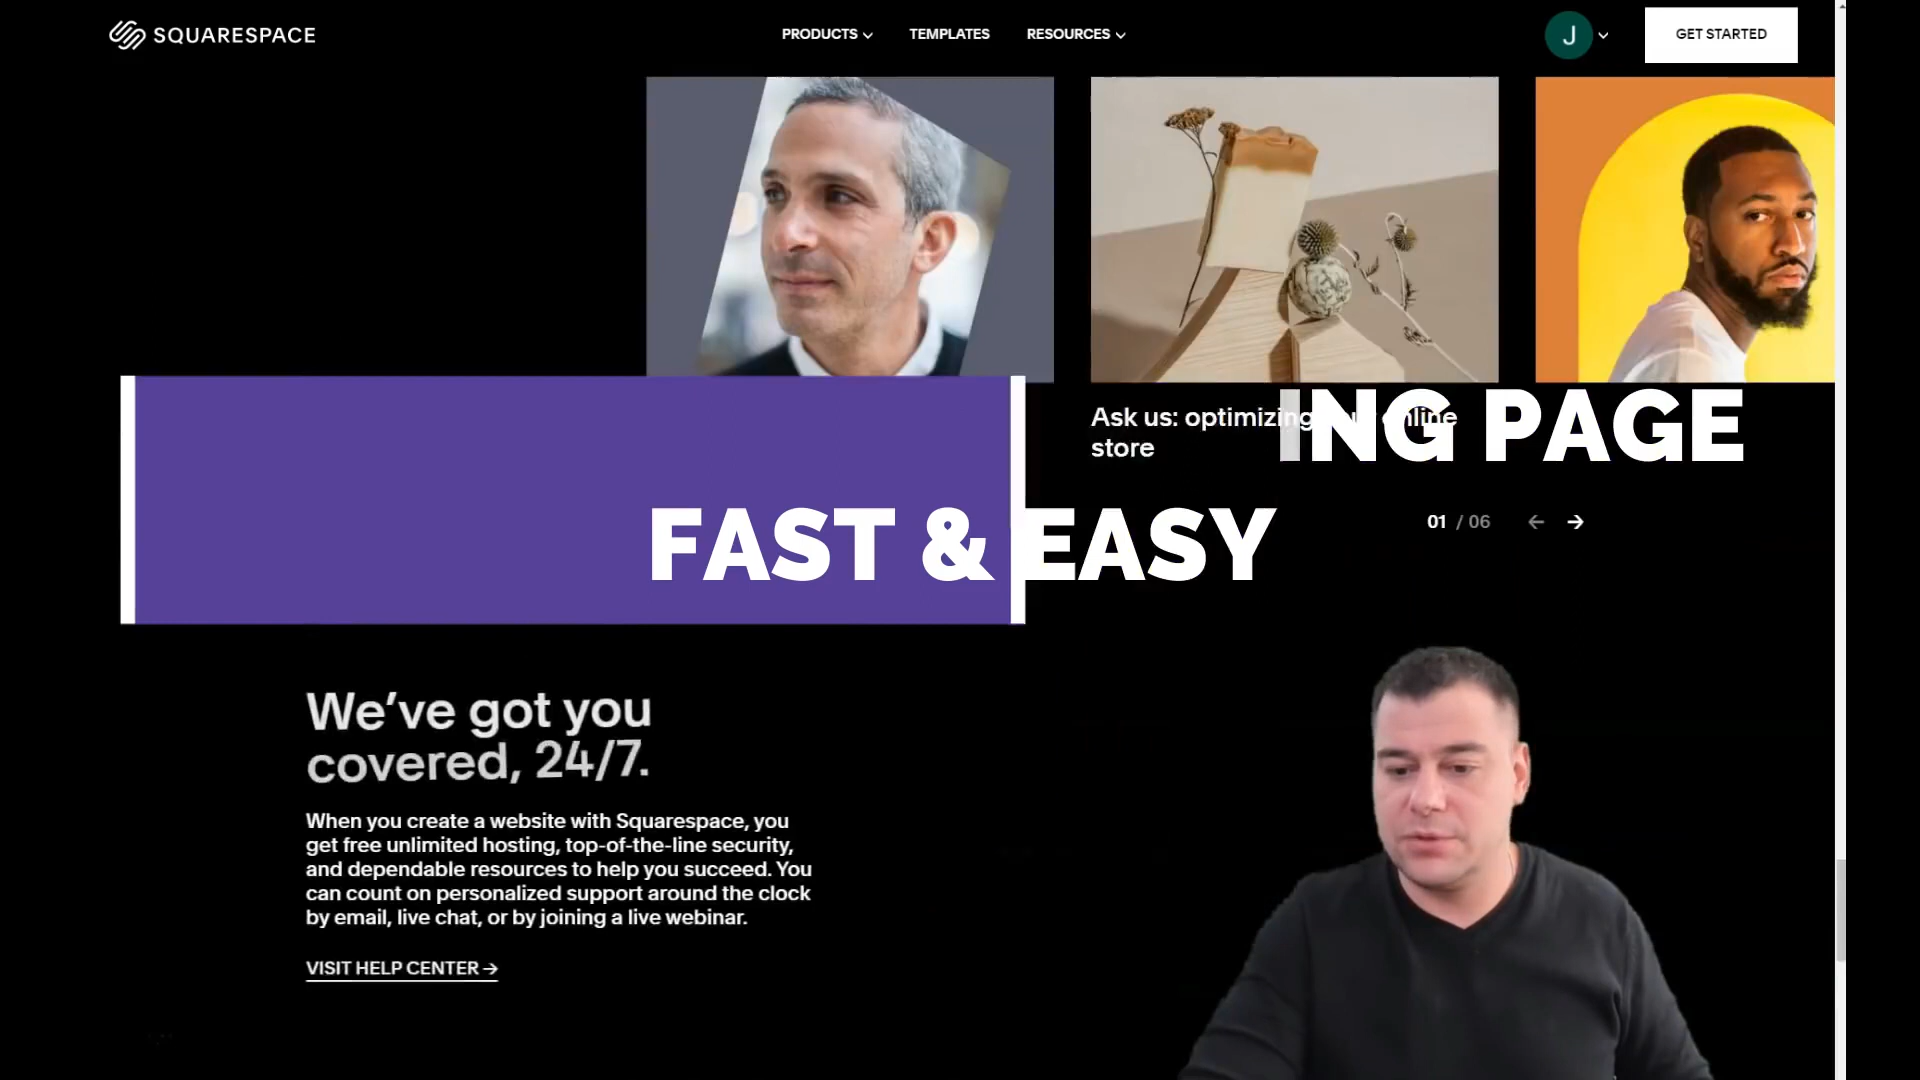 SQUARESPACE
PRODUCTS
TEMPLATES
RESOURCES
J
GET STARTED
Ask us: optimizing online
store
ING PAGE
01 / 06
FAST & EASY
We've got you
covered, 24/7.
When you create a website with Squarespace, you
get free unlimited hosting, top-of-the-line security,
and dependable resources to help you succeed. You
can count on personalized support around the clock
by email, live chat, or by joining a live webinar.
VISIT HELP CENTER